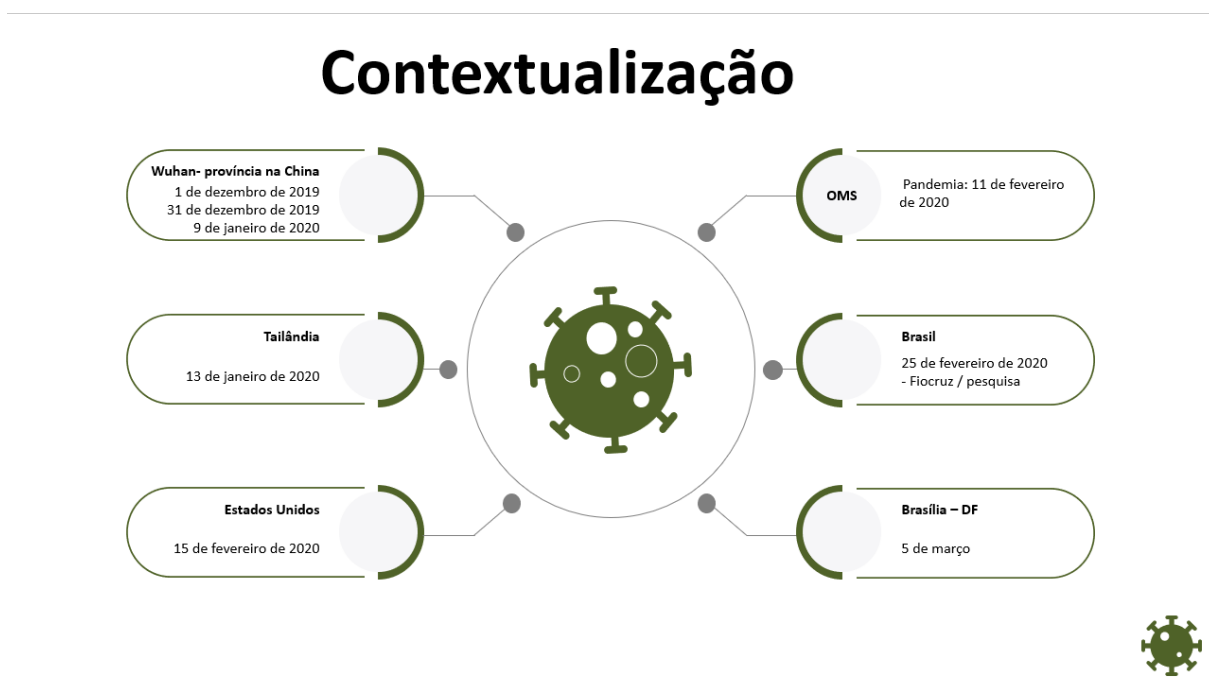 Contextualização
Wuhan- província na China
1 de dezembro de 2019
31 de dezembro de 2019
9 de janeiro de 2020
Tailândia
13 de janeiro de 2020
Estados Unidos
15 de fevereiro de 2020
OMS
Pandemia: 11 de fevereiro
de 2020
Brasil
25 de fevereiro de 2020
- Fiocruz / pesquisa
Brasília – DF
5 de março